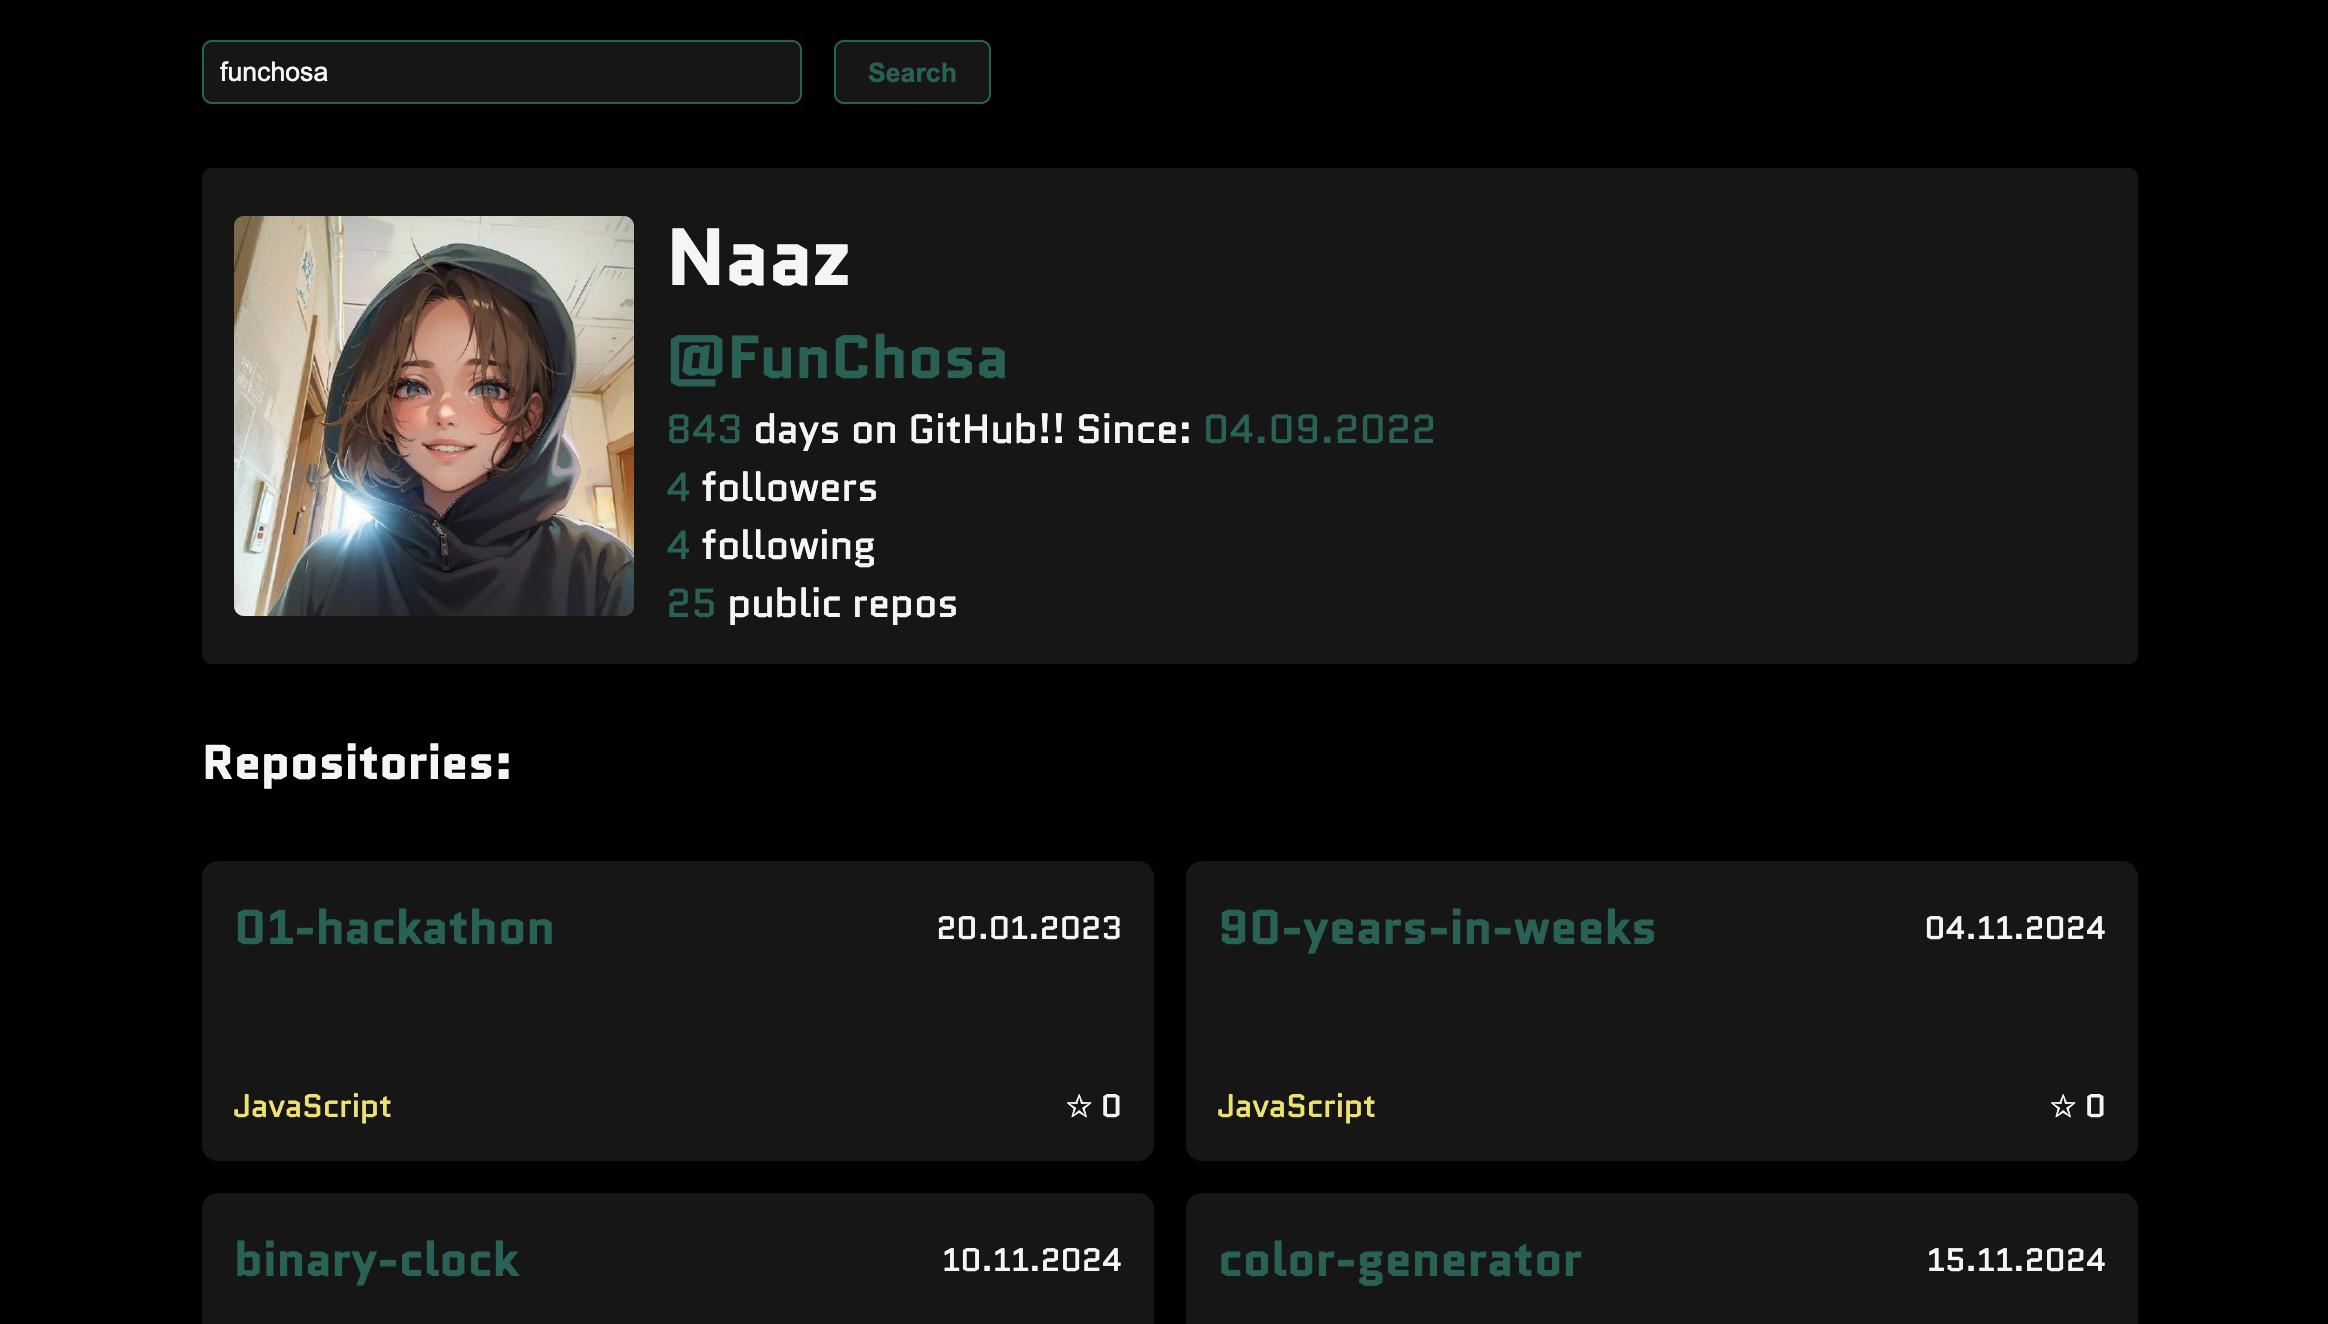 funchosa
Search
Naaz
@FunChosa
843 days on GitHub!! Since: 04.09.2022
4 followers
4 following
25 public repos
Repositories:
01-hackathon
20.01.2023
JavaScript
☆ 0
90-years-in-weeks
04.11.2024
JavaScript
☆ 0
binary-clock
10.11.2024
color-generator
15.11.2024